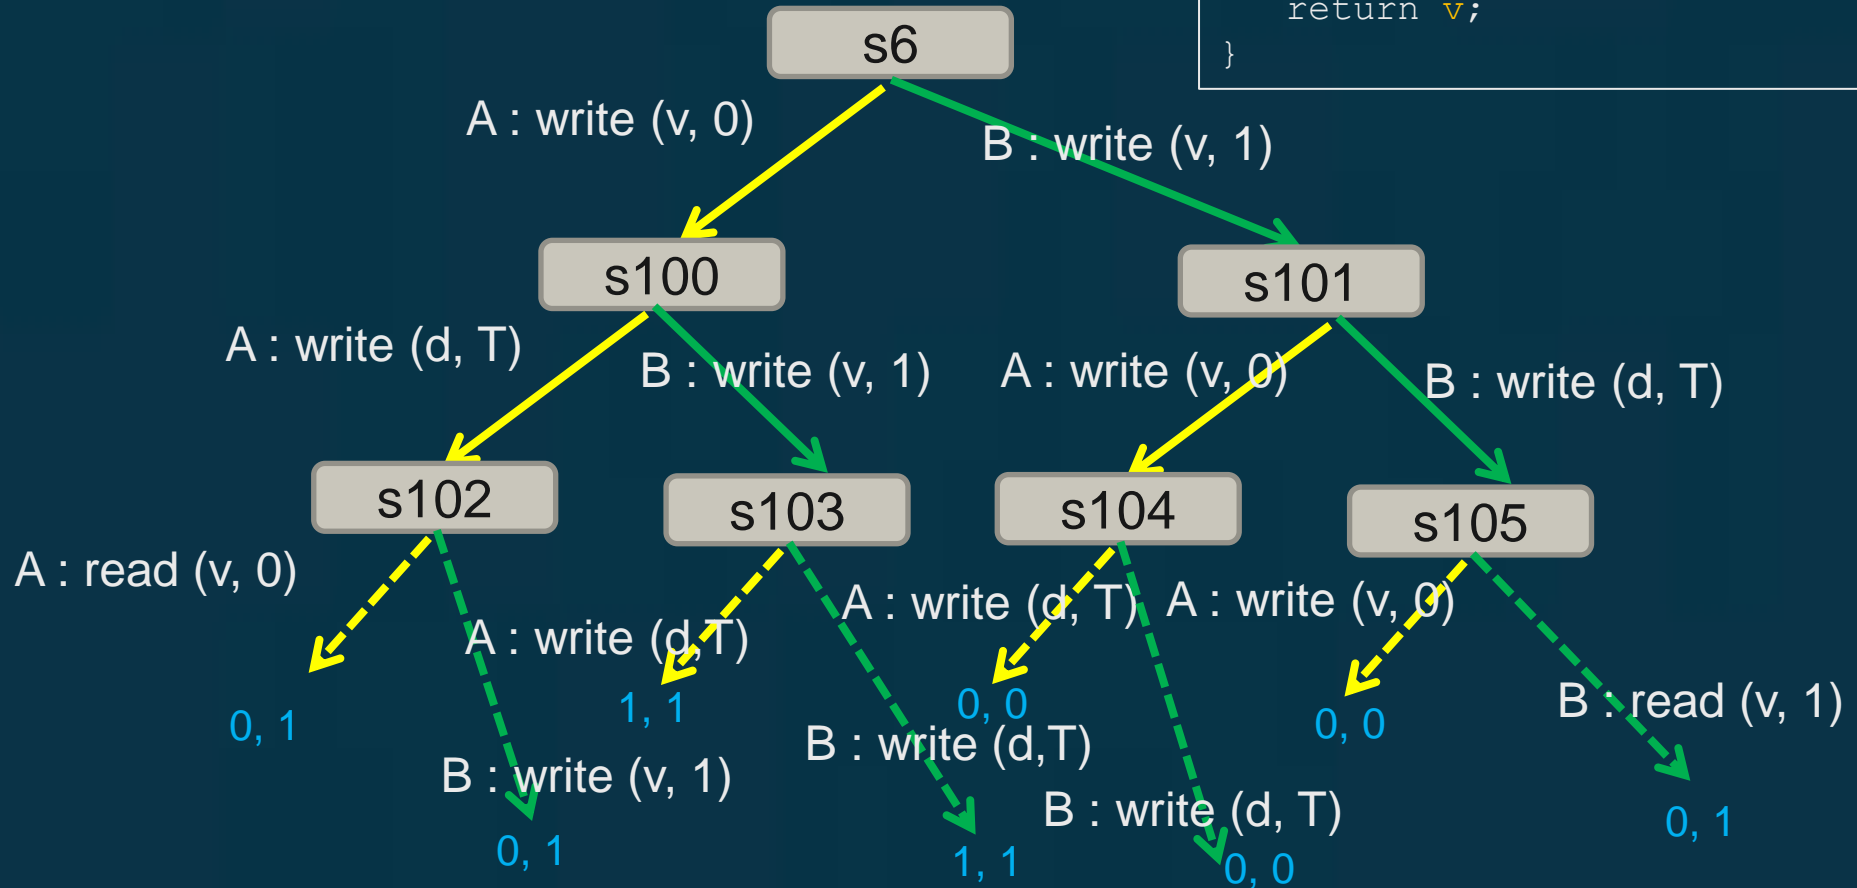 return v;
}
s6
A : write (v, 0)
B : write (v, 1)
s100
s101
A : write (d, T)
B : write (v, 1)
A : write (v, 0)
B : write (d, T)
s102
s103
s104
s105
A : read (v, 0)
A : write (d,T)
A : write (d, T)
A : write (v, 0)
B : read (v, 1)
0, 1
1, 1
0, 0
0, 0
B : write (v, 1)
B : write (d,T)
B : write (d, T)
0, 1
0, 1
1, 1
0, 0